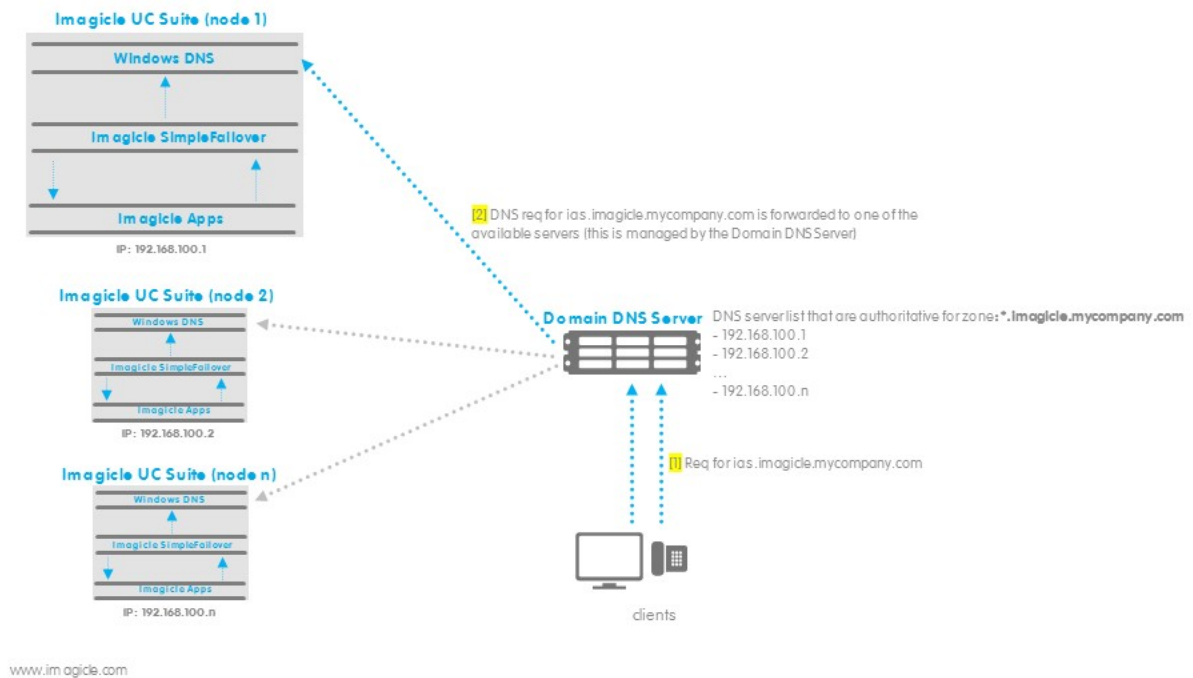 Imagicle UC Suite (node 1)
Windows DNS
Imagicle SimpleFailover
Imagicle Apps
IP: 192.168.100.1
[2] DNS req for ias.imagicle.mycompany.com is forwarded to one of the
available servers (this is managed by the Domain DNS Server)
Imagicle UC Suite (node 2)
Windows DNS
Imagicle SimpleFailover
Imagicle Apps
IP: 192.168.100.2
Domain DNS Server
DNS server list that are authoritative for zone: *.imagicle.mycompany.com
- 192.168.100.1
- 192.168.100.2
...
- 192.168.100.n
Imagicle UC Suite (node n)
Windows DNS
Imagicle SimpleFailover
Imagicle Apps
IP: 192.168.100.n
[1] Req for ias.imagicle.mycompany.com
clients
www.imagicle.com